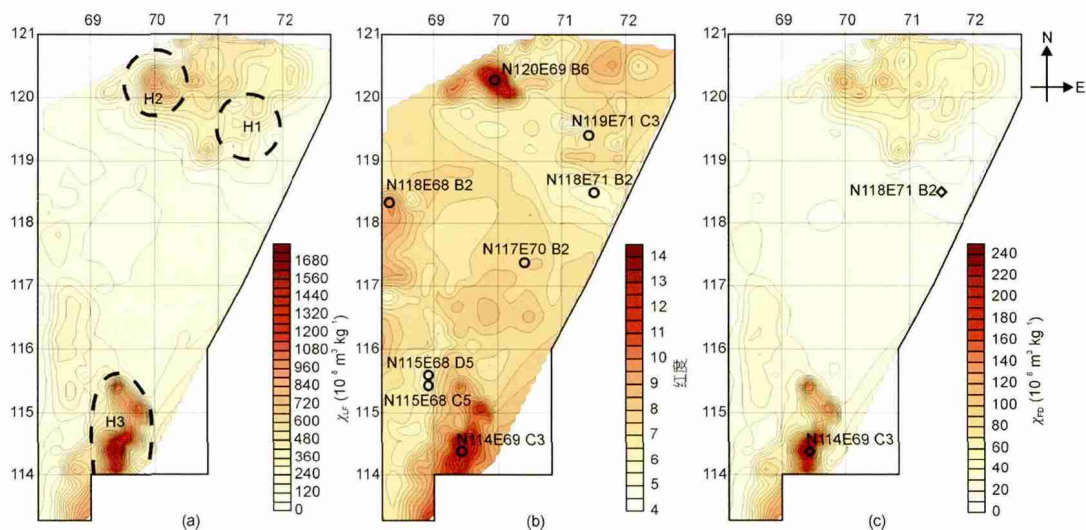 69 70 71 72
69 70 71 72
69 70 71 72
121
120
119
118
117
116
115
114
H2
H1
H3
1680
1560
1440
1320
1200
1080
960
840
720
600
480
360
240
120
0
χLF (10⁻⁸ m³ kg⁻¹)
(a)
121
120
119
118
117
116
115
114
N120E69 B6
N119E71 C3
N118E71 B2
N118E68 B2
N117E70 B2
N115E68 D5
N115E68 C5
N114E69 C3
14
13
12
11
10
9
8
7
6
5
4
红度
(b)
121
120
119
118
117
116
115
114
N118E71 B2
N114E69 C3
240
220
200
180
160
140
120
100
80
60
40
20
0
χFD (10⁻⁸ m³ kg⁻¹)
(c)
N
E